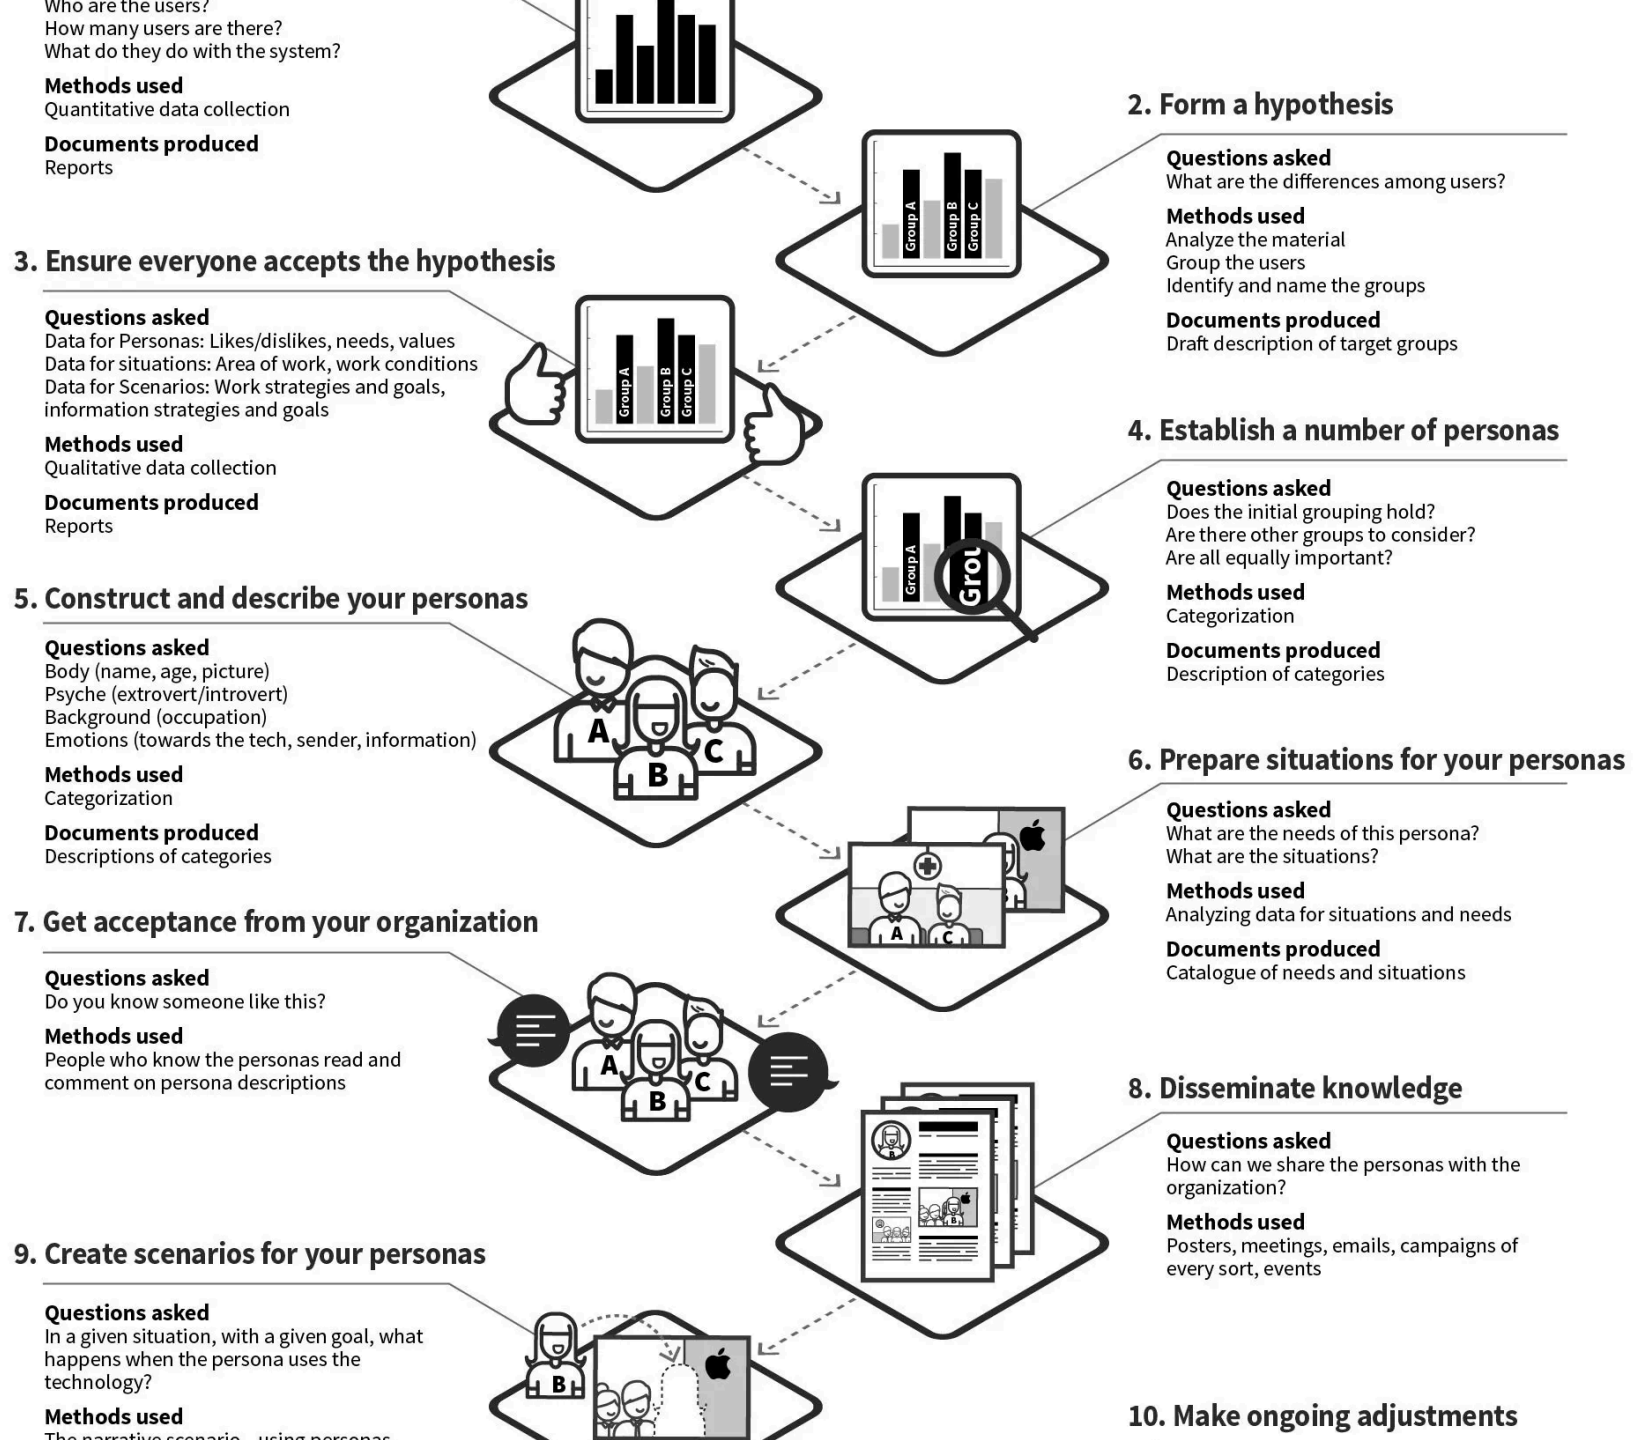 Who are the users?
How many users are there?
What do they do with the system?
Methods used
Quantitative data collection
Documents produced
Reports
2. Form a hypothesis
Questions asked
What are the differences among users?
Methods used
Analyze the material
Group the users
Identify and name the groups
Documents produced
Draft description of target groups
Group A
Group B
Group C
3. Ensure everyone accepts the hypothesis
Questions asked
Data for Personas: Likes/dislikes, needs, values
Data for situations: Area of work, work conditions
Data for Scenarios: Work strategies and goals,
information strategies and goals
Methods used
Qualitative data collection
Documents produced
Reports
Group A
Group B
Group C
4. Establish a number of personas
Questions asked
Does the initial grouping hold?
Are there other groups to consider?
Are all equally important?
Methods used
Categorization
Documents produced
Description of categories
Group A
Grou
5. Construct and describe your personas
Questions asked
Body (name, age, picture)
Psyche (extrovert/introvert)
Background (occupation)
Emotions (towards the tech, sender, information)
Methods used
Categorization
Documents produced
Descriptions of categories
A
B
C
6. Prepare situations for your personas
Questions asked
What are the needs of this persona?
What are the situations?
Methods used
Analyzing data for situations and needs
Documents produced
Catalogue of needs and situations
A
C
7. Get acceptance from your organization
Questions asked
Do you know someone like this?
Methods used
People who know the personas read and
comment on persona descriptions
A
B
C
8. Disseminate knowledge
Questions asked
How can we share the personas with the
organization?
Methods used
Posters, meetings, emails, campaigns of
every sort, events
B
B
9. Create scenarios for your personas
Questions asked
In a given situation, with a given goal, what
happens when the persona uses the
technology?
Methods used
The narrative scenario – using personas
B
10. Make ongoing adjustments